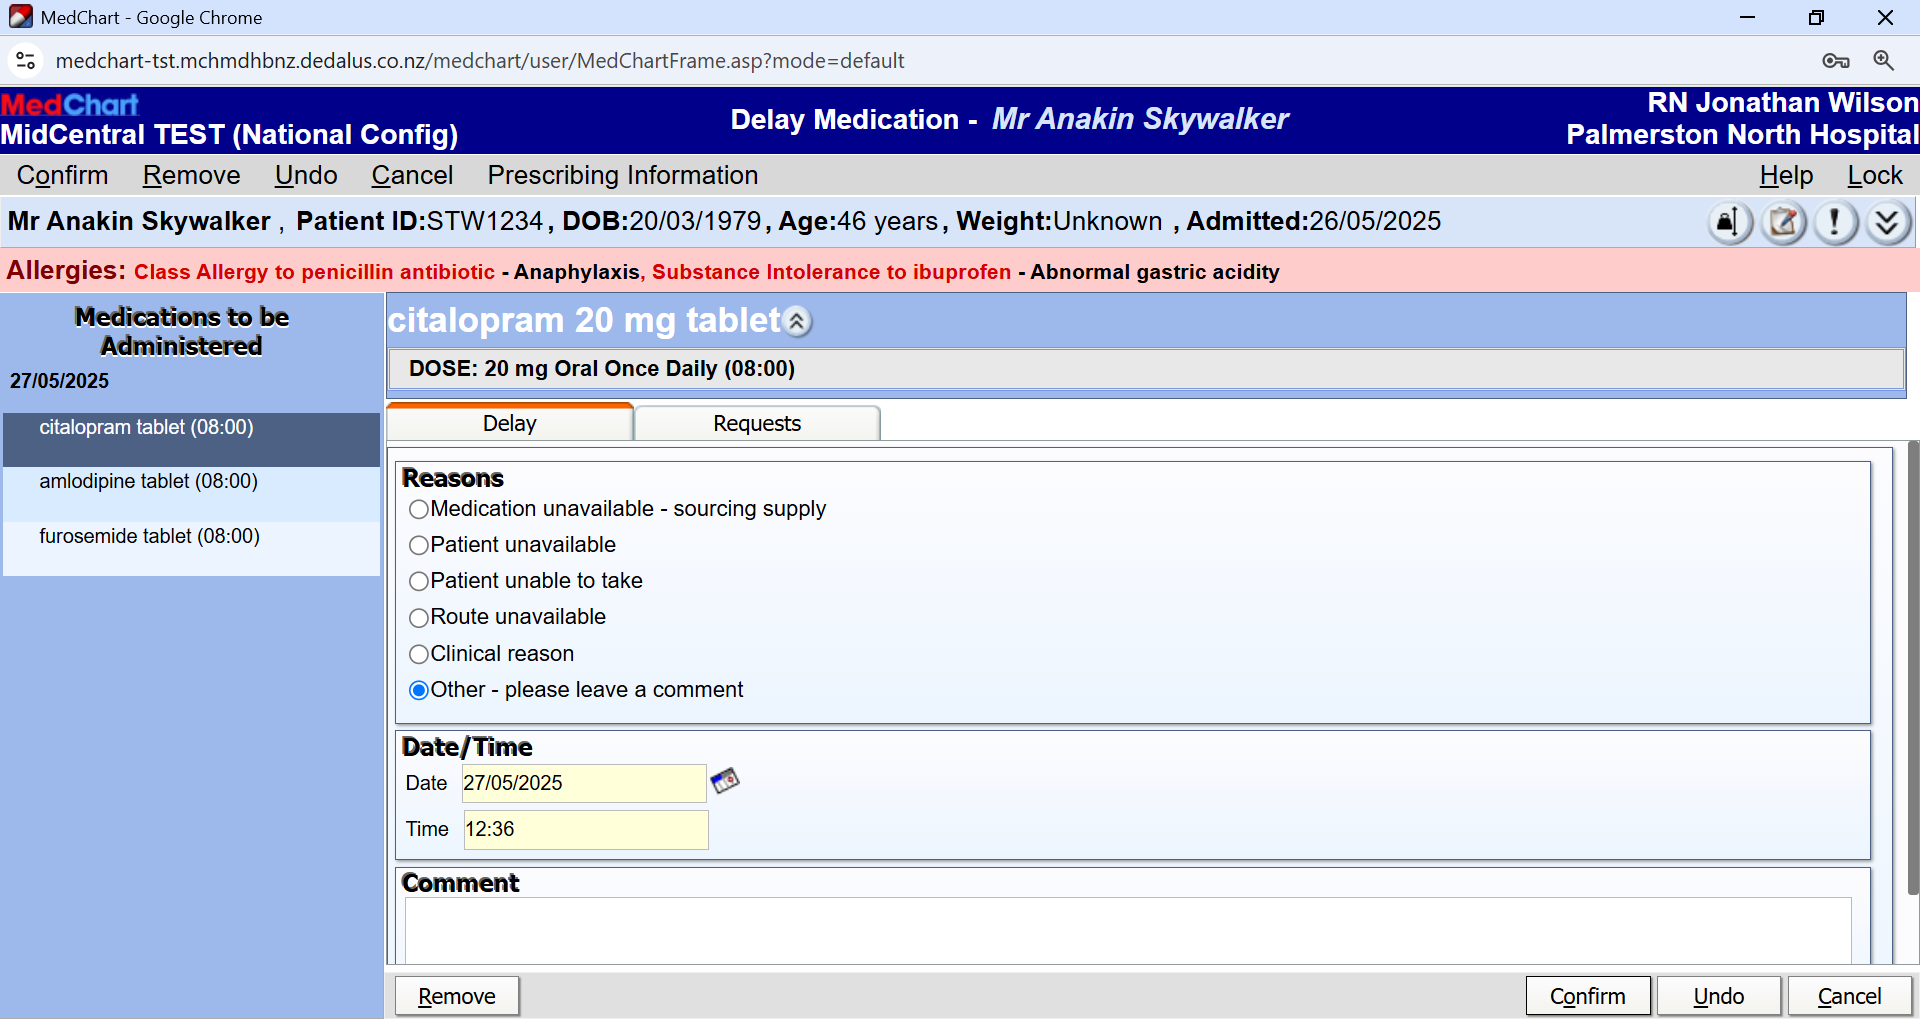 MedChart - Google Chrome
medchart-tst.mchmdhbnz.dedalus.co.nz/medchart/user/MedChartFrame.asp?mode=default
MedChart
MidCentral TEST (National Config)
Delay Medication - Mr Anakin Skywalker
RN Jonathan Wilson
Palmerston North Hospital
Confirm Remove Undo Cancel Prescribing Information Help Lock
Mr Anakin Skywalker , Patient ID:STW1234, DOB:20/03/1979, Age:46 years, Weight:Unknown , Admitted:26/05/2025
Allergies: Class Allergy to penicillin antibiotic - Anaphylaxis, Substance Intolerance to ibuprofen - Abnormal gastric acidity
Medications to be
Administered
27/05/2025
citalopram tablet (08:00)
amlodipine tablet (08:00)
furosemide tablet (08:00)
citalopram 20 mg tablet
DOSE: 20 mg Oral Once Daily (08:00)
Delay Requests
Reasons
Medication unavailable - sourcing supply
Patient unavailable
Patient unable to take
Route unavailable
Clinical reason
Other - please leave a comment
Date/Time
Date 27/05/2025
Time 12:36
Comment
Remove Confirm Undo Cancel